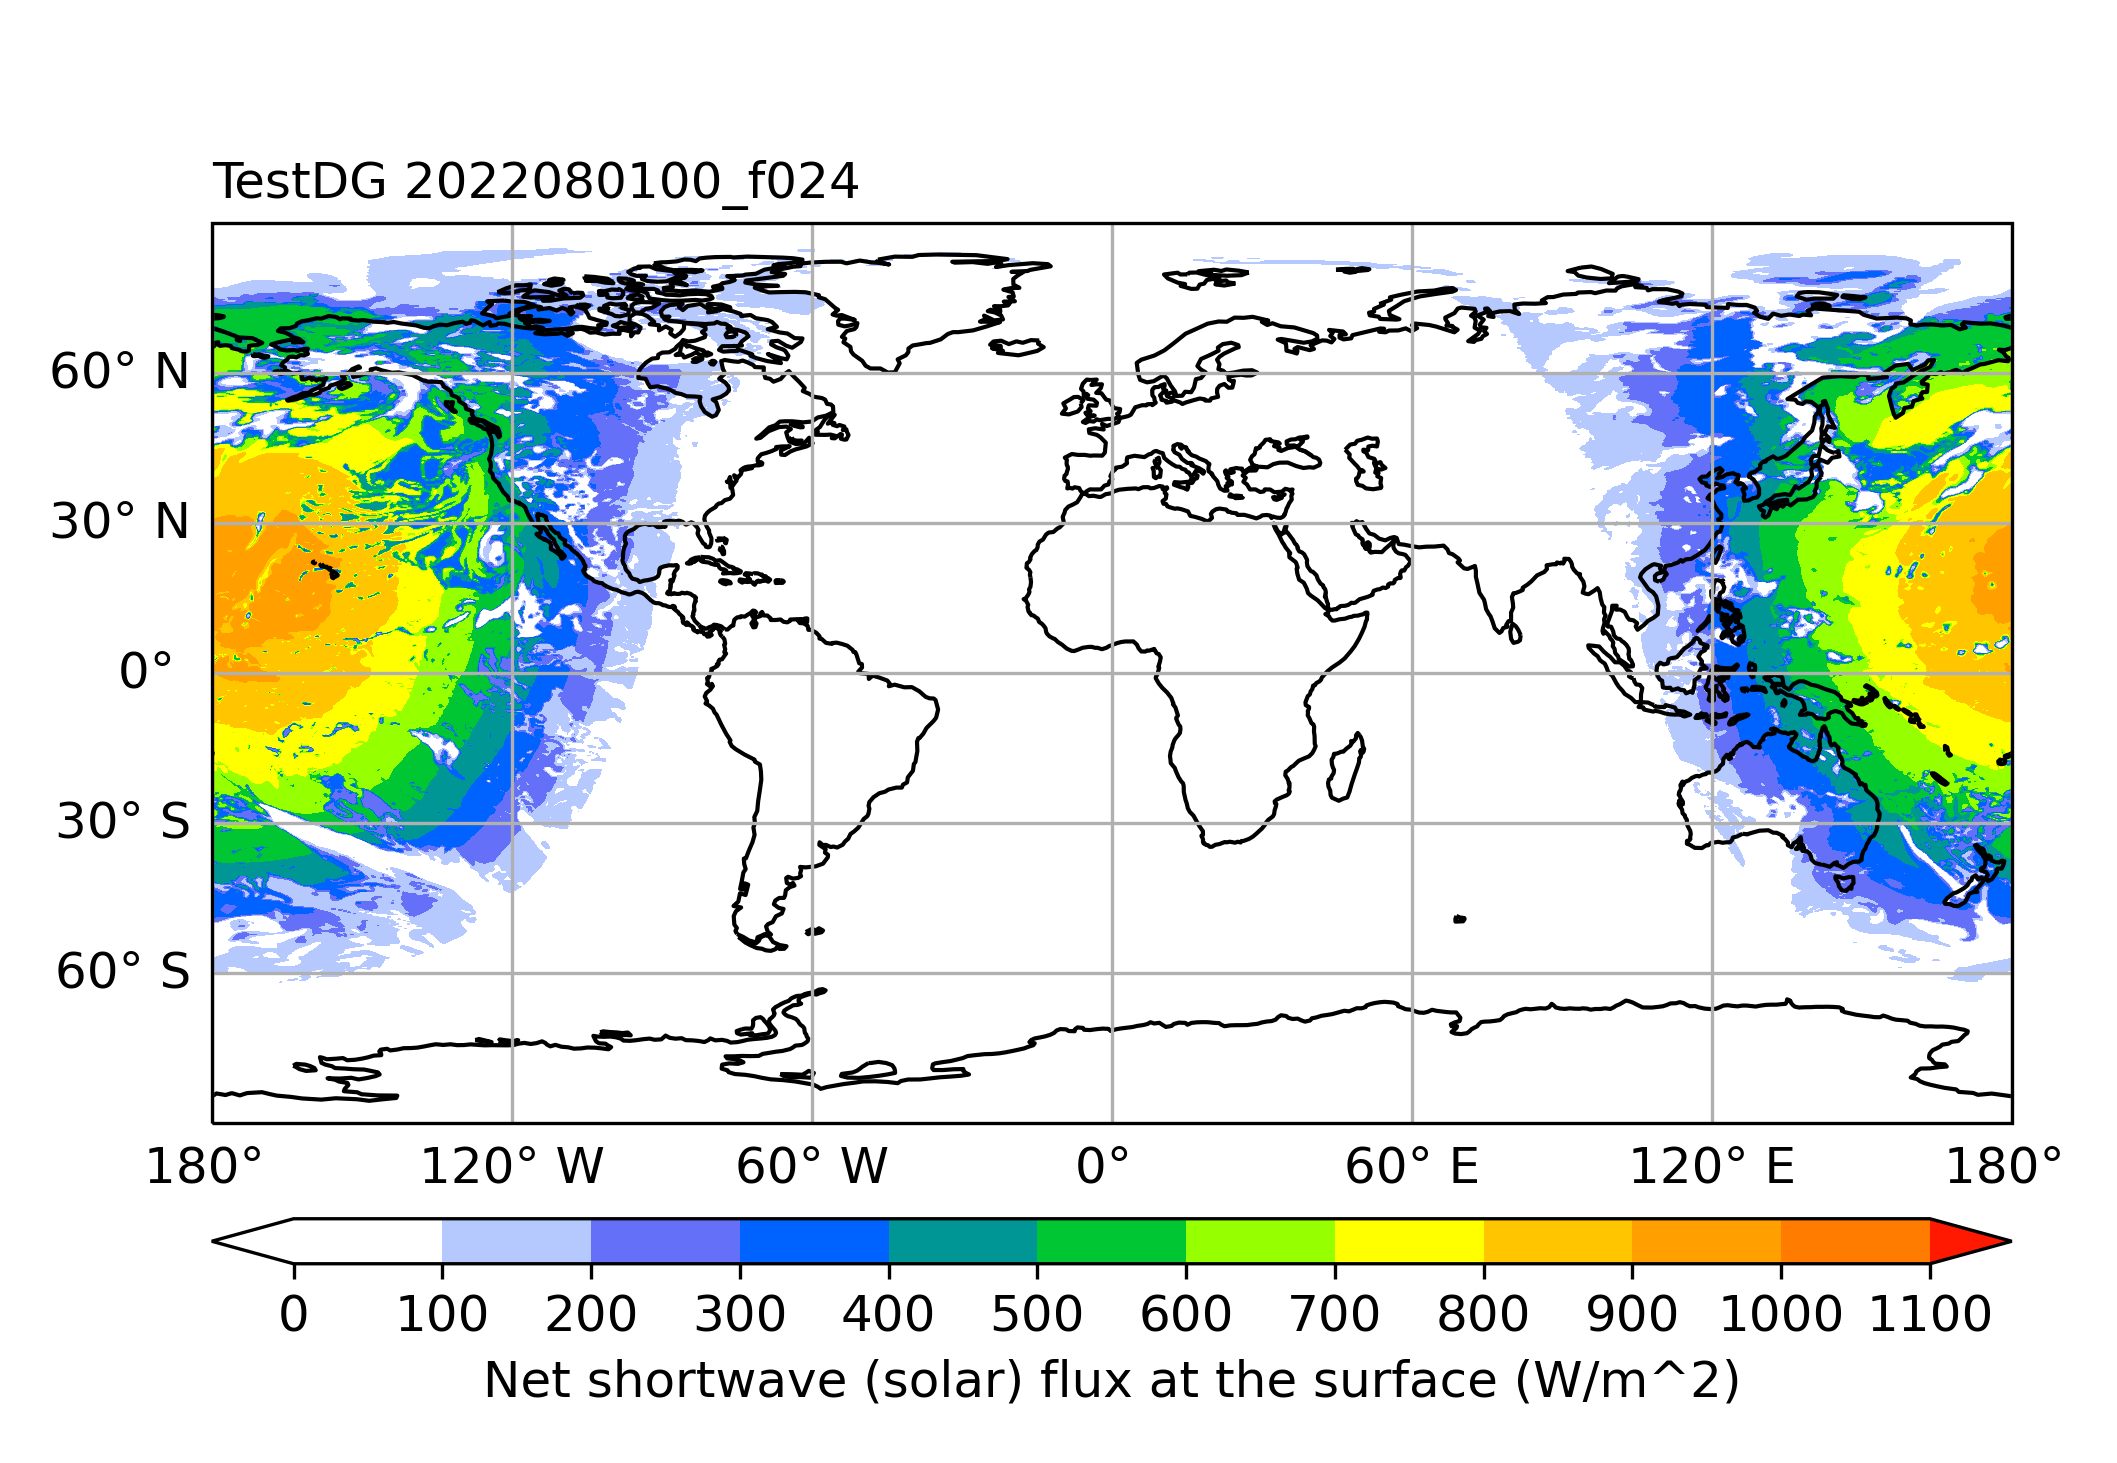 TestDG 2022080100_f024
60° N
30° N
0°
30° S
60° S
180° 120° W 60° W 0° 60° E 120° E 180°
0 100 200 300 400 500 600 700 800 900 1000 1100
Net shortwave (solar) flux at the surface (W/m^2)